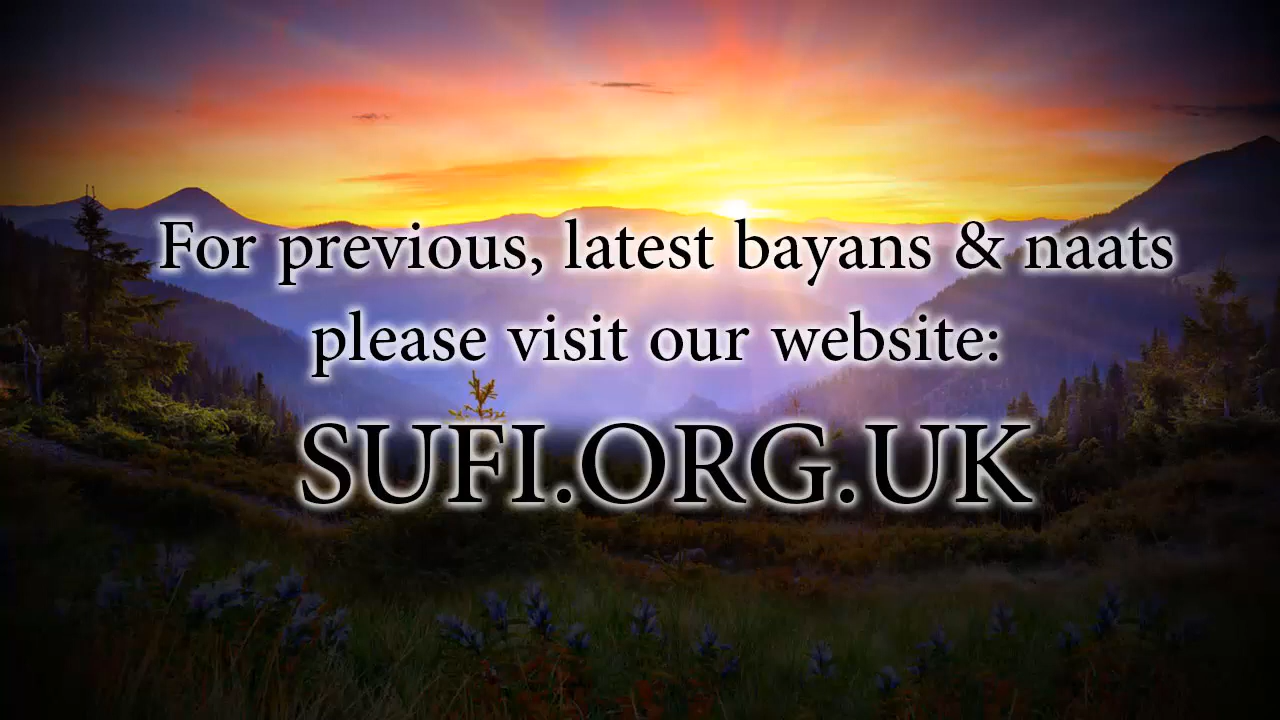 For previous, latest bayans & naats
please visit our website:
SUFI.ORG.UK